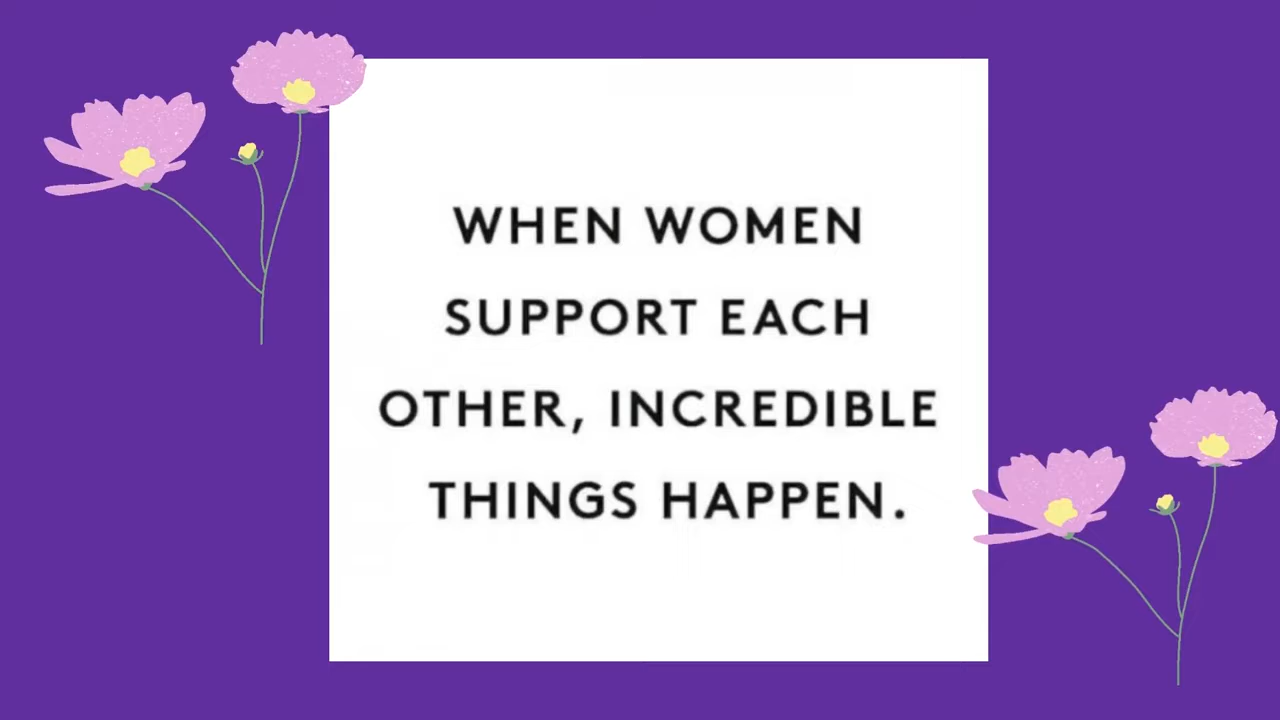 WHEN WOMEN
SUPPORT EACH
OTHER, INCREDIBLE
THINGS HAPPEN.